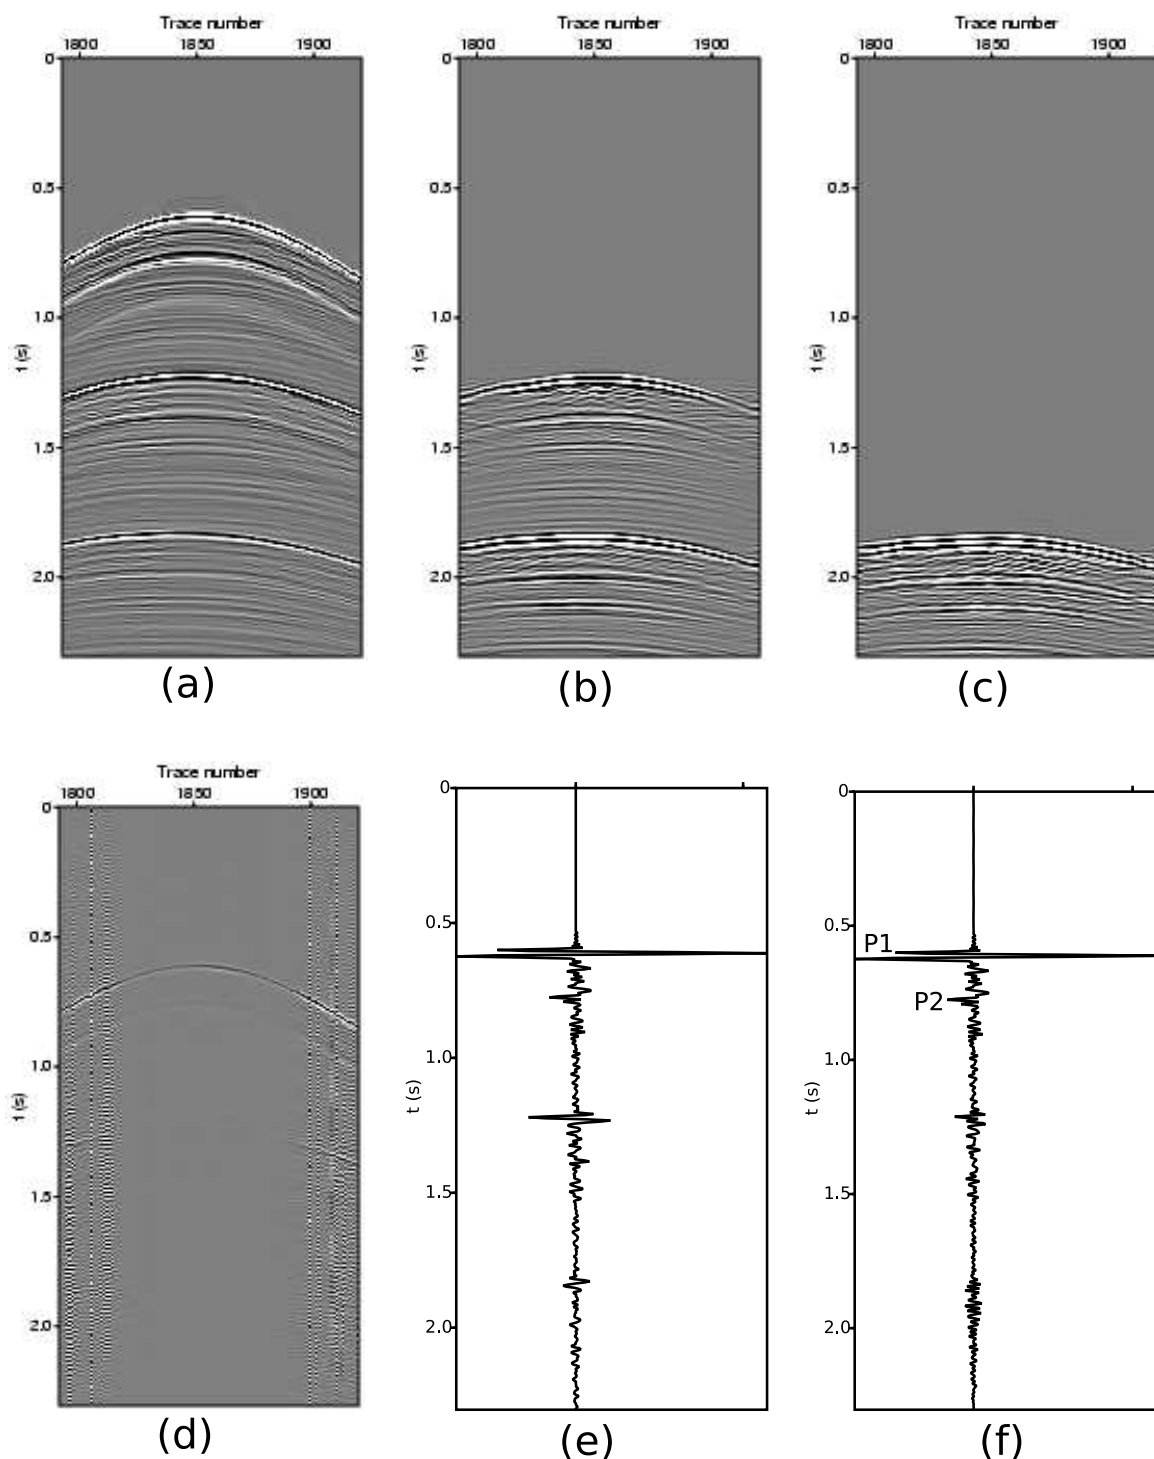 Trace number Trace number Trace number
1800 1850 1900 1800 1850 1900 1800 1850 1900
0 0 0
0.5 0.5 0.5
1.0 1.0 1.0
t (s) t (s) t (s)
1.5 1.5 1.5
2.0 2.0 2.0
(a) (b) (c)
Trace number
1800 1850 1900
0 0 0
0.5 0.5 0.5
P1
P2
1.0 1.0 1.0
t (s) t (s) t (s)
1.5 1.5 1.5
2.0 2.0 2.0
(d) (e) (f)